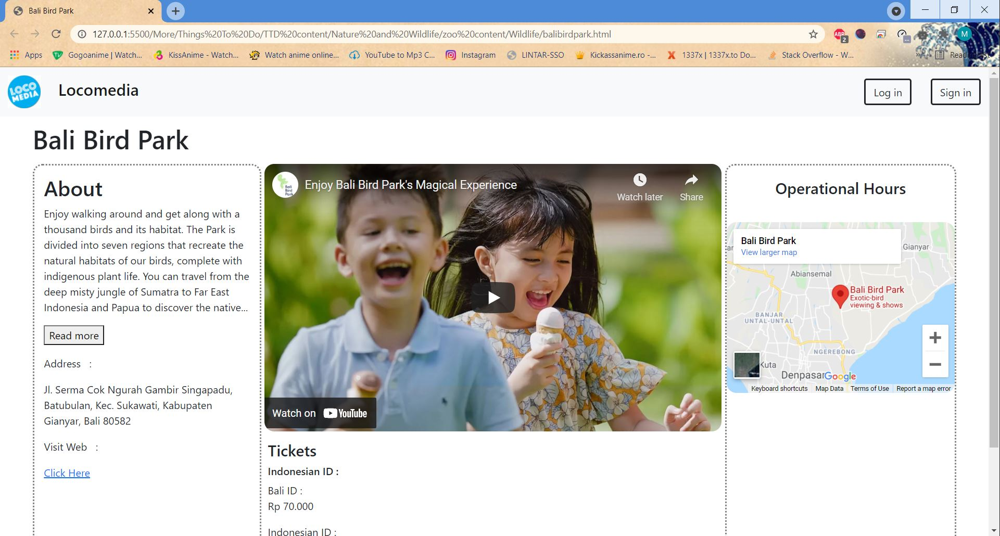 Bali Bird Park
127.0.0.1:5500/More/Things%20To%20Do/TTD%20content/Nature%20and%20Wildlife/zoo%20content/Wildlife/balibirdpark.html
ABP
2
M
Apps
Gogoanime | Watch...
KissAnime - Watch...
Watch anime online...
YouTube to Mp3 C...
Instagram
LINTAR-SSO
Kickassanime.ro -...
1337x | 1337x.to Do...
Stack Overflow - W...
»
Reading list
LOCO
MEDIA
Locomedia
Log in
Sign in
Bali Bird Park
About
Enjoy walking around and get along with a
thousand birds and its habitat. The Park is
divided into seven regions that recreate the
natural habitats of our birds, complete with
indigenous plant life. You can travel from the
deep misty jungle of Sumatra to Far East
Indonesia and Papua to discover the native...
Read more
Address :
Jl. Serma Cok Ngurah Gambir Singapadu,
Batubulan, Kec. Sukawati, Kabupaten
Gianyar, Bali 80582
Visit Web :
Click Here
Bali
Bird
Park
Enjoy Bali Bird Park's Magical Experience
Watch later
Share
Watch on YouTube
Tickets
Indonesian ID :
Bali ID :
Rp 70.000
Indonesian ID :
Operational Hours
Bali Bird Park
View larger map
Gianyar
Abiansemal
Bali Bird Park
Exotic-bird
viewing & shows
BANJAR
UNTAL-UNTAL
NGEREBONG
Kuta
Denpasar
Google
Keyboard shortcuts
Map Data
Terms of Use
Report a map error